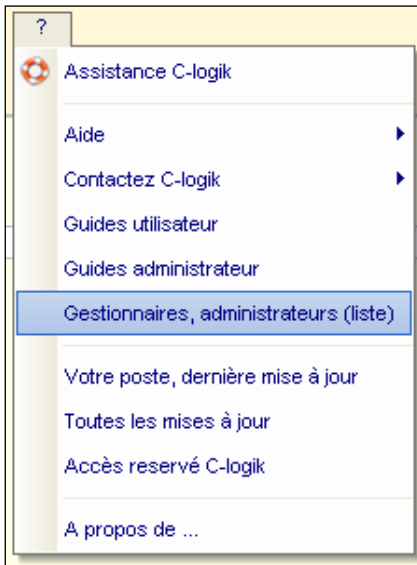 ?
Assistance C-logik
Aide
Contactez C-logik
Guides utilisateur
Guides administrateur
Gestionnaires, administrateurs (liste)
Votre poste, dernière mise à jour
Toutes les mises à jour
Accès reservé C-logik
A propos de ...